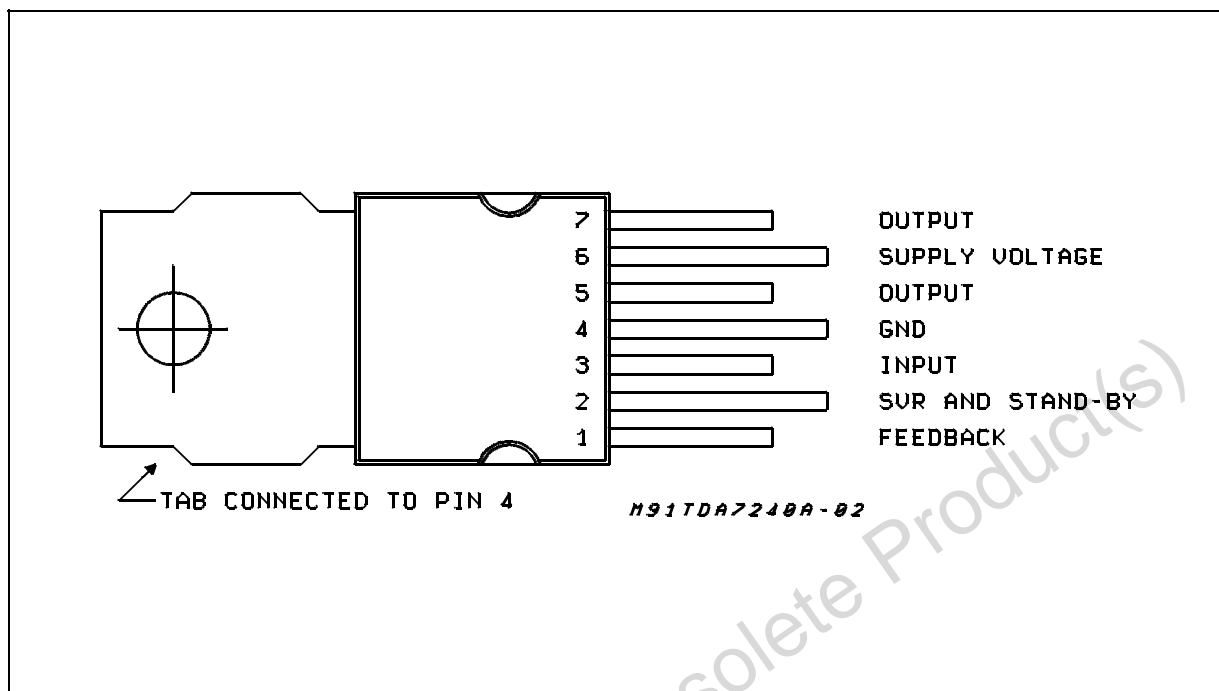 7 OUTPUT
6 SUPPLY VOLTAGE
5 OUTPUT
4 GND
3 INPUT
2 SVR AND STAND-BY
1 FEEDBACK
TAB CONNECTED TO PIN 4
M91TDA7240A-02
solete Product(s)